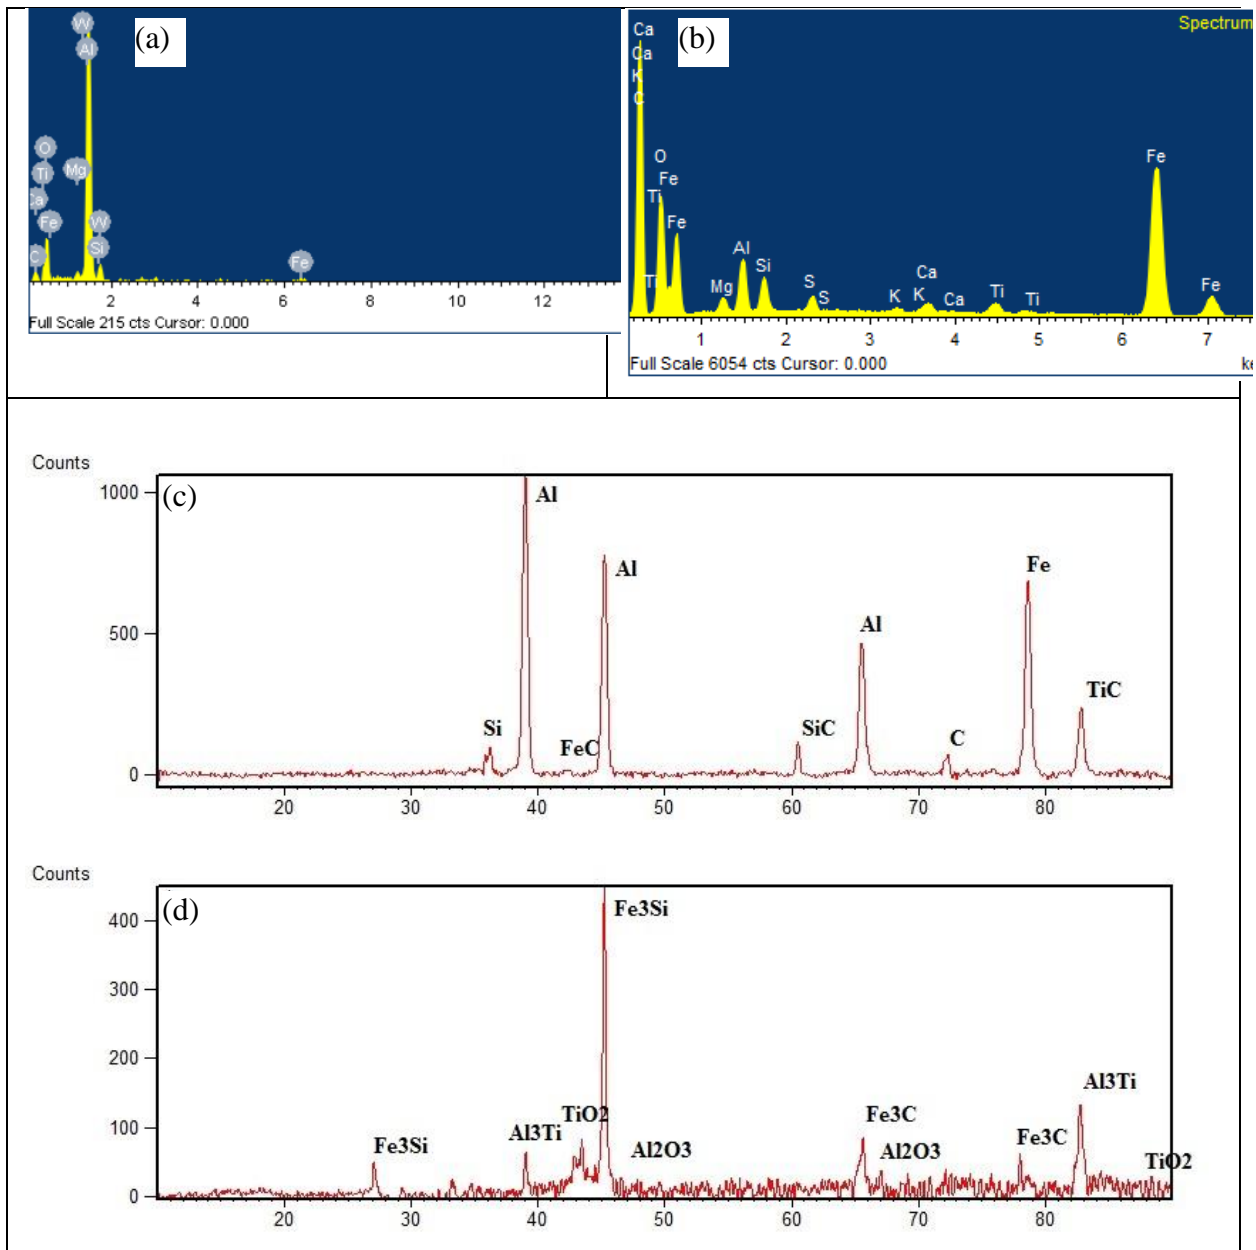 (a)
W
Al
O
Ti
Mg
Ca
Fe
W
C
Si
Fe
2 4 6 8 10 12
Full Scale 215 cts Cursor: 0.000
(b)
Spectrum
Ca
Ca
K
C
O
Ti Fe
Fe
Ti
Mg
Al
Si
S
S
K
K
Ca
Ca
Ti
Ti
Fe
Fe
1 2 3 4 5 6 7
Full Scale 6054 cts Cursor: 0.000 ke
Counts
(c)
1000
500
0
Si
Al
FeC
Al
SiC
Al
C
Fe
TiC
20 30 40 50 60 70 80
Counts
(d)
400
300
200
100
0
Fe3Si
Al3Ti
TiO2
Fe3Si
Al2O3
Fe3C
Al2O3
Fe3C
Al3Ti
TiO2
20 30 40 50 60 70 80